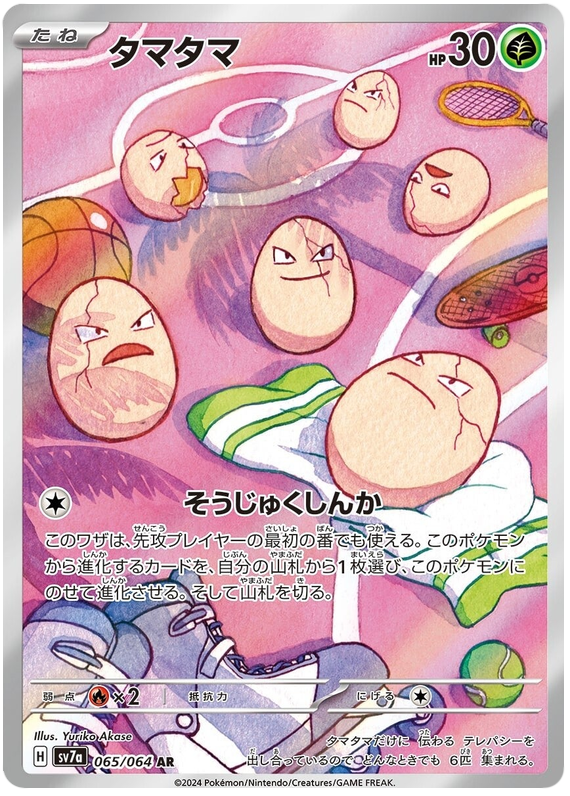 たね
タマタマ
HP30
そうじゅくしんか
このワザは、先攻プレイヤーの最初の番でも使える。このポケモン
から進化するカードを、自分の山札から1枚選び、このポケモンに
のせて進化させる。そして山札を切る。
弱点 ×2 抵抗力 にげる
Illus. Yuriko Akase
H sv7a 065/064 AR
タマタマだけに 伝わる テレパシーを
出し合っているので どんなときでも 6匹 集まれる。
©2024 Pokémon/Nintendo/Creatures/GAME FREAK.